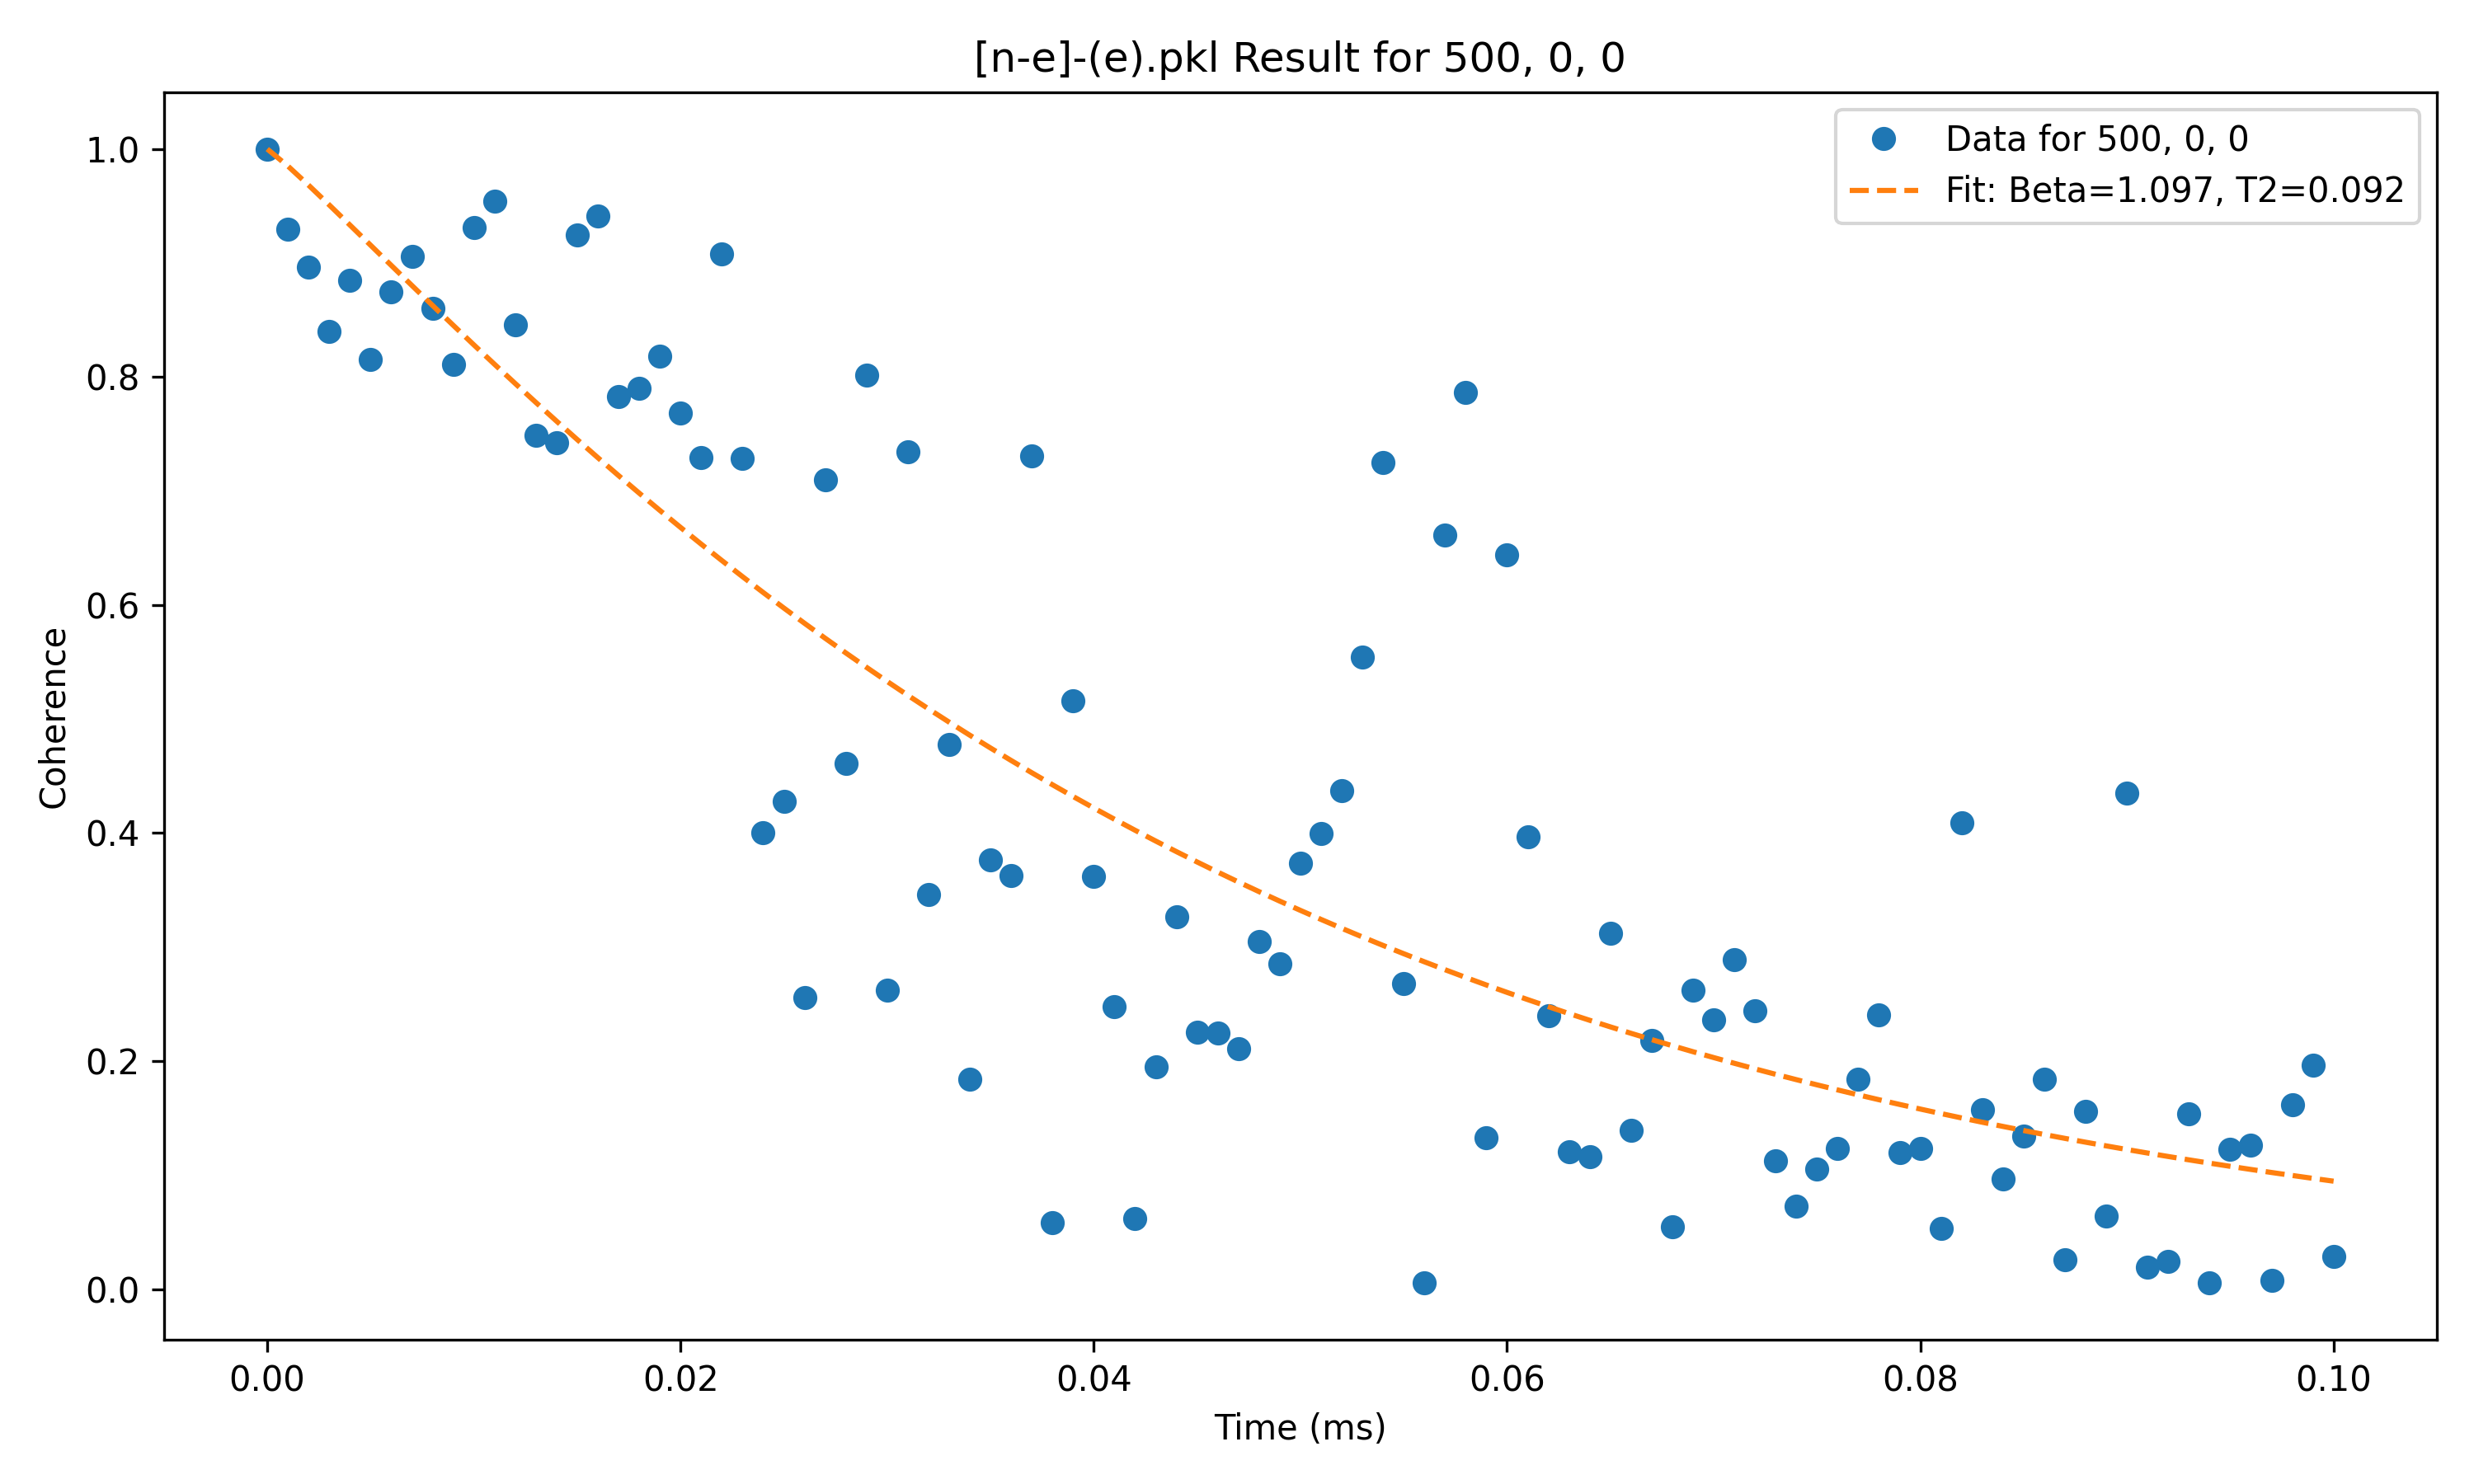 [n-e]-(e).pkl Result for 500, 0, 0
Data for 500, 0, 0
Fit: Beta=1.097, T2=0.092
Coherence
1.0
0.8
0.6
0.4
0.2
0.0
0.00
0.02
0.04
0.06
0.08
0.10
Time (ms)